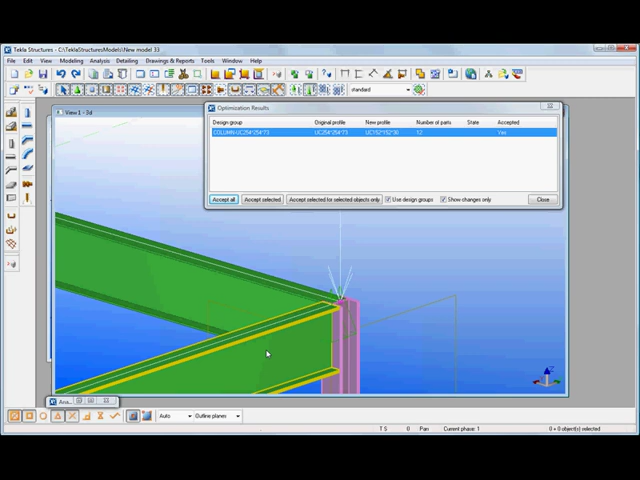 Tekla Structures - C:\TeklaStructuresModels\New model 33
File Edit View Modeling Analysis Detailing Drawings & Reports Tools Window Help
standard
View 1 - 3d
Optimization Results
Design group Original profile New profile Number of parts State Accepted
COLUMN:UC254*254*73 UC254*254*73 UC152*152*30 12 Yes
Accept all Accept selected Accept selected for selected objects only Use design groups Show changes only Close
Z
Ana...
Auto Outline planes
T S 0 Pan Current phase: 1 0 + 0 object(s) selected